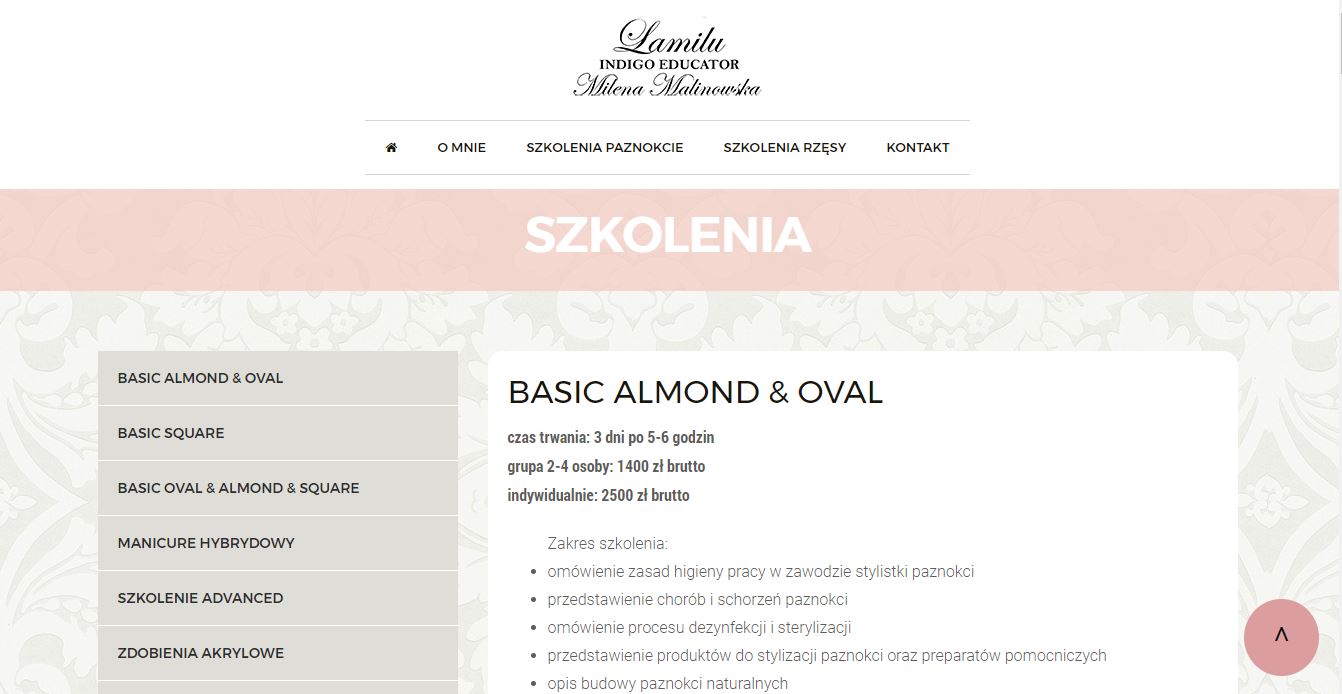 Lamilu
INDIGO EDUCATOR
Milena Malinowska
O MNIE
SZKOLENIA PAZNOKCIE
SZKOLENIA RZĘSY
KONTAKT
SZKOLENIA
BASIC ALMOND & OVAL
BASIC SQUARE
BASIC OVAL & ALMOND & SQUARE
MANICURE HYBRYDOWY
SZKOLENIE ADVANCED
ZDOBIENIA AKRYLOWE
BASIC ALMOND & OVAL
czas trwania: 3 dni po 5-6 godzin
grupa 2-4 osoby: 1400 zł brutto
indywidualnie: 2500 zł brutto
Zakres szkolenia:
omówienie zasad higieny pracy w zawodzie stylistki paznokci
przedstawienie chorób i schorzeń paznokci
omówienie procesu dezynfekcji i sterylizacji
przedstawienie produktów do stylizacji paznokci oraz preparatów pomocniczych
opis budowy paznokci naturalnych